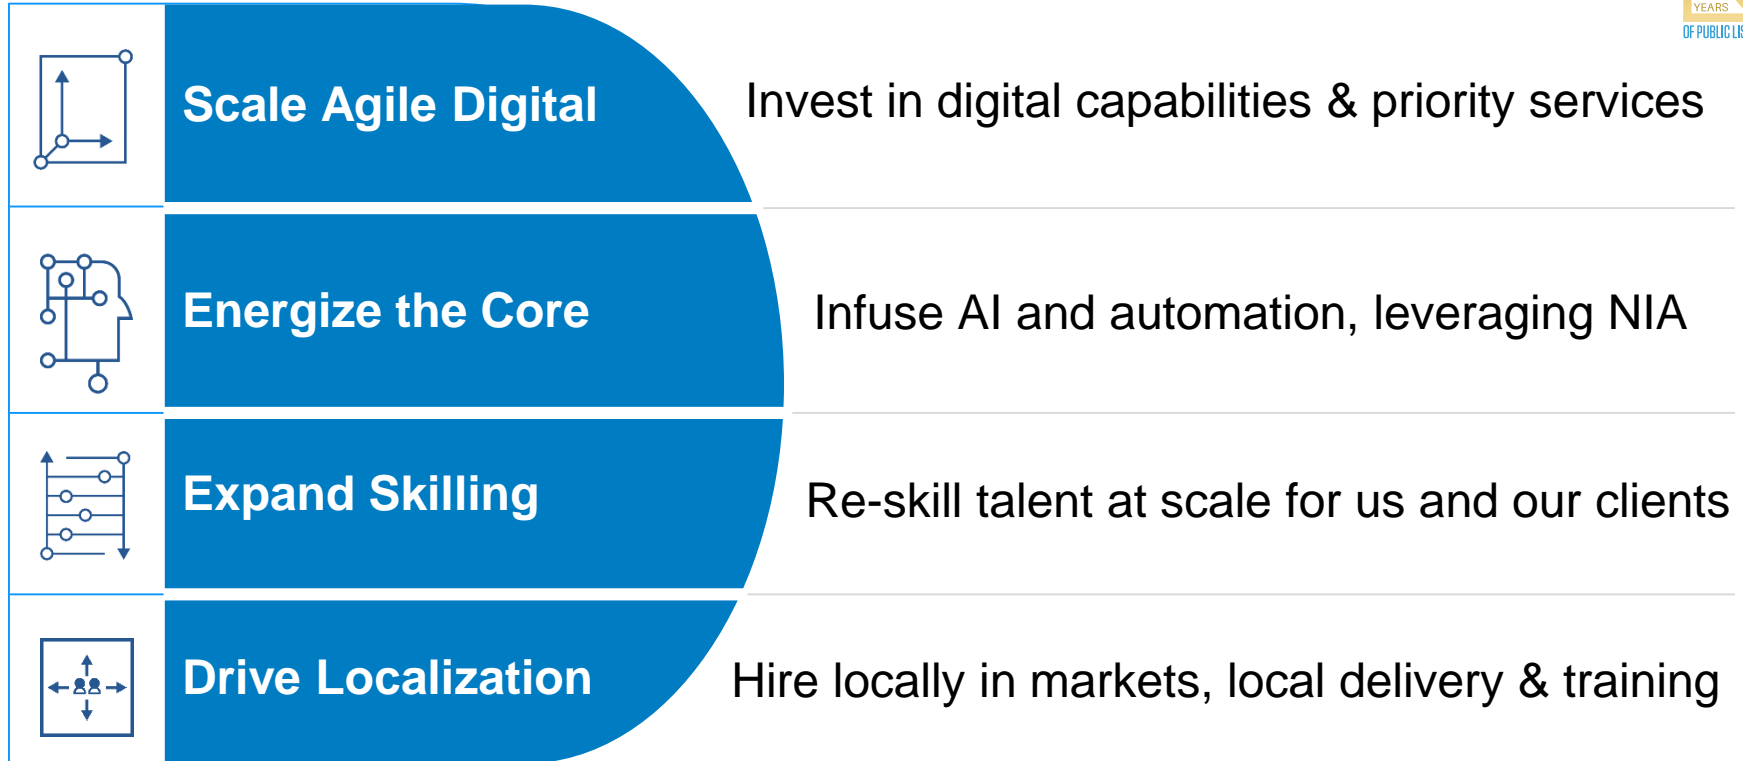 YEARS
OF PUBLIC
Scale Agile Digital
Invest in digital capabilities & priority services
Energize the Core
Infuse AI and automation, leveraging NIA
Expand Skilling
Re-skill talent at scale for us and our clients
Drive Localization
Hire locally in markets, local delivery & training